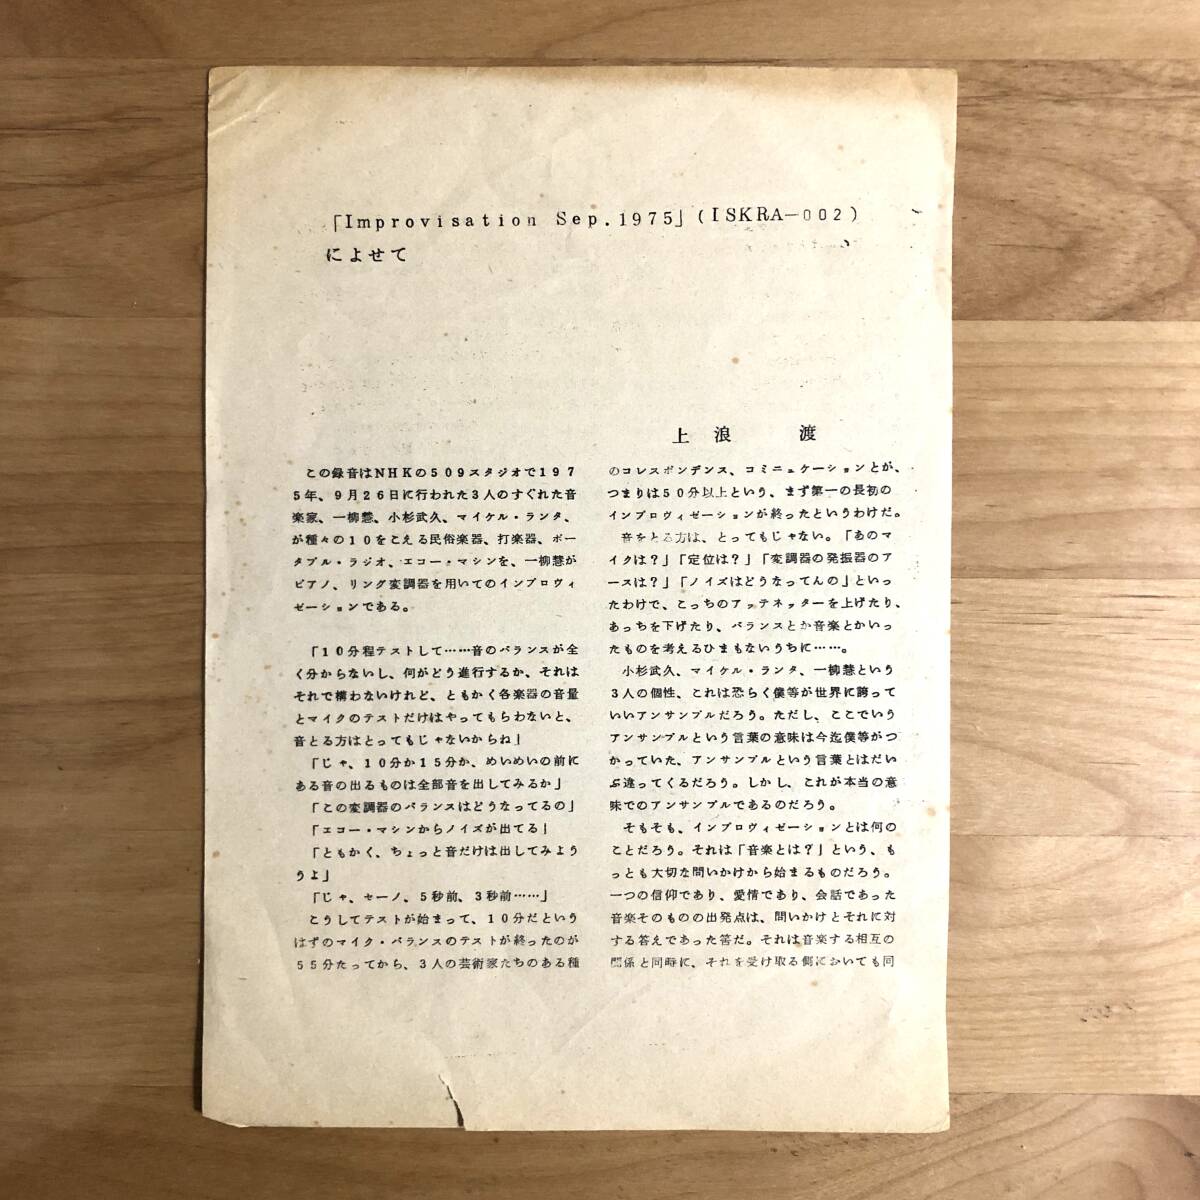 「Improvisation Sep.1975」(ISKRA—002)
によせて
上浪　渡
この録音はNHKの509スタジオで197
5年、9月26日に行われた3人のすぐれた音
楽家、一柳慧、小杉武久、マイケル・ランタ、
が種々の10をこえる民俗楽器、打楽器、ポー
タブル・ラジオ、エコー・マシンを、一柳慧が
ピアノ、リング変調器を用いてのインプロヴィ
ゼーションである。
「10分程テストして……音のバランスが全
く分からないし、何がどう進行するか、それは
それで構わないけれど、ともかく各楽器の音量
とマイクのテストだけはやってもらわないと、
音とる方はとってもじゃないからね」
「じゃ、10分か15分か、めいめいの前に
ある音の出るものは全部音を出してみるか」
「この変調器のバランスはどうなってるの」
「エコー・マシンからノイズが出てる」
「ともかく、ちょっと音だけは出してみよう
うよ」
「じゃ、セーノ、5秒前、3秒前……」
こうしてテストが始まって、10分だという
はずのマイク・バランスのテストが終ったのが
55分たってから、3人の芸術家たちのある種
のコレスポンデンス、コミニュケーションとが、
つまりは50分以上という、まず第一の長初の
インプロヴィゼーションが終ったというわけだ。
音をとる方は、とってもじゃない。「あのマ
イクは？」「定位は？」「変調器の発振器のア
ースは？」「ノイズはどうなってんの」といっ
たわけで、こっちのアッテネッターを上げたり、
あっちを下げたり、バランスとか音楽とかいっ
たものを考えるひまもないうちに……。
小杉武久、マイケル・ランタ、一柳慧という
3人の個性、これは恐らく僕等が世界に誇って
いいアンサンブルだろう。ただし、ここでいう
アンサンブルという言葉の意味は今迄僕等がつ
かっていた、アンサンブルという言葉とはだい
ぶ違ってくるだろう。しかし、これが本当の意
味でのアンサンブルであるのだろう。
そもそも、インプロヴィゼーションとは何の
ことだろう。それは「音楽とは？」という、も
っとも大切な問いかけから始まるものだろう。
一つの信仰であり、愛情であり、会話であった
音楽そのものの出発点は、問いかけとそれに対
する答えであった筈だ。それは音楽する相互の
関係と同時に、それを受け取る側においても同